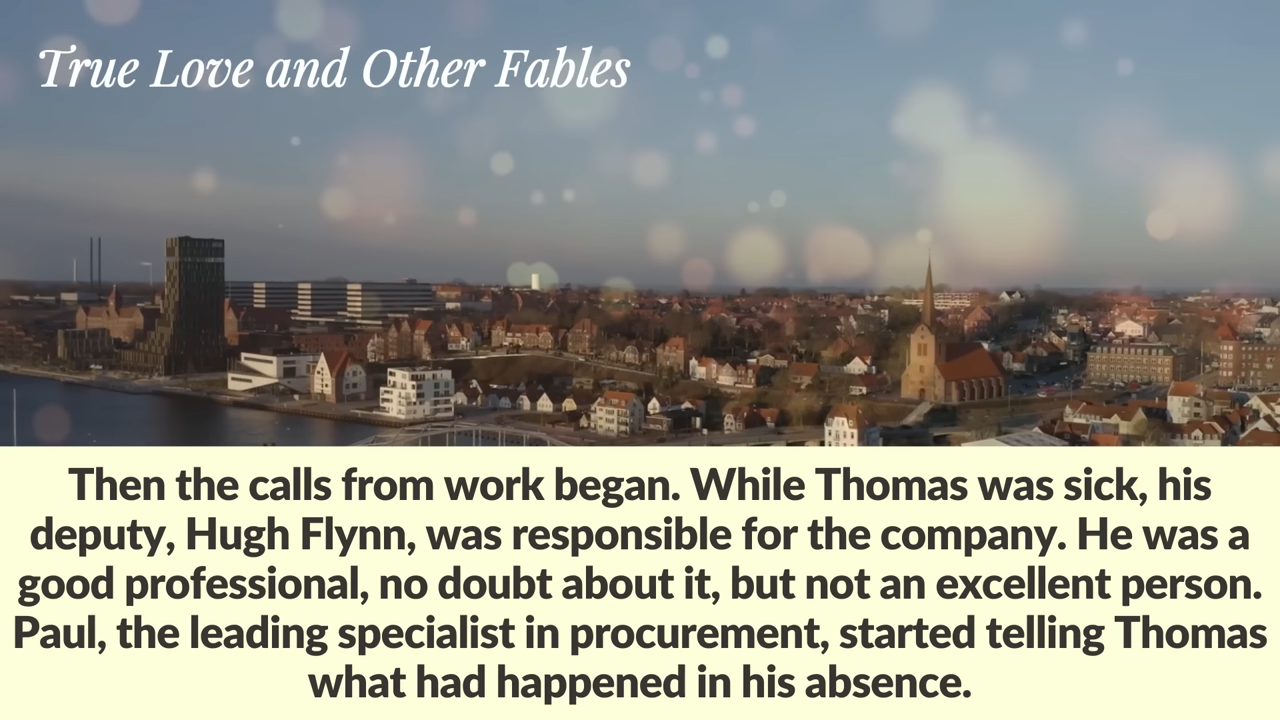 True Love and Other Fables
Then the calls from work began. While Thomas was sick, his
deputy, Hugh Flynn, was responsible for the company. He was a
good professional, no doubt about it, but not an excellent person.
Paul, the leading specialist in procurement, started telling Thomas
what had happened in his absence.